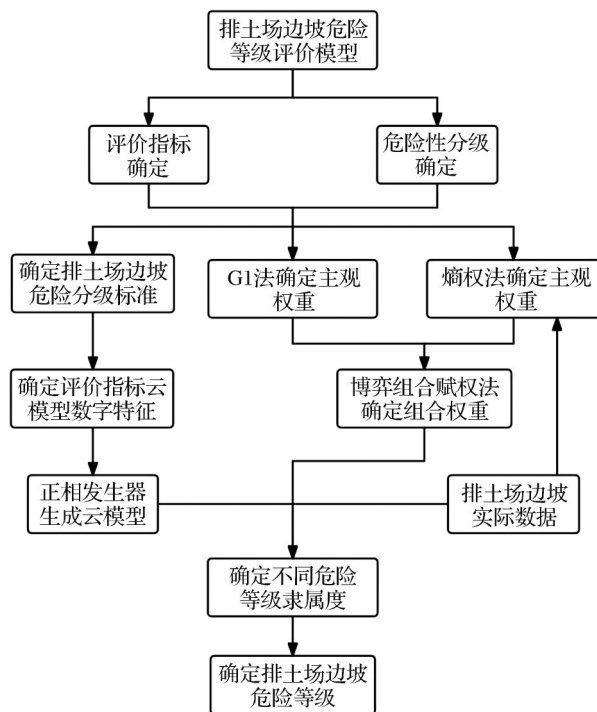 排土场边坡危险
等级评价模型
评价指标
确定
危险性分级
确定
确定排土场边坡
危险分级标准
G1法确定主观
权重
熵权法确定主观
权重
确定评价指标云
模型数字特征
博弈组合赋权法
确定组合权重
正相发生器
生成云模型
排土场边坡
实际数据
确定不同危险
等级隶属度
确定排土场边坡
危险等级